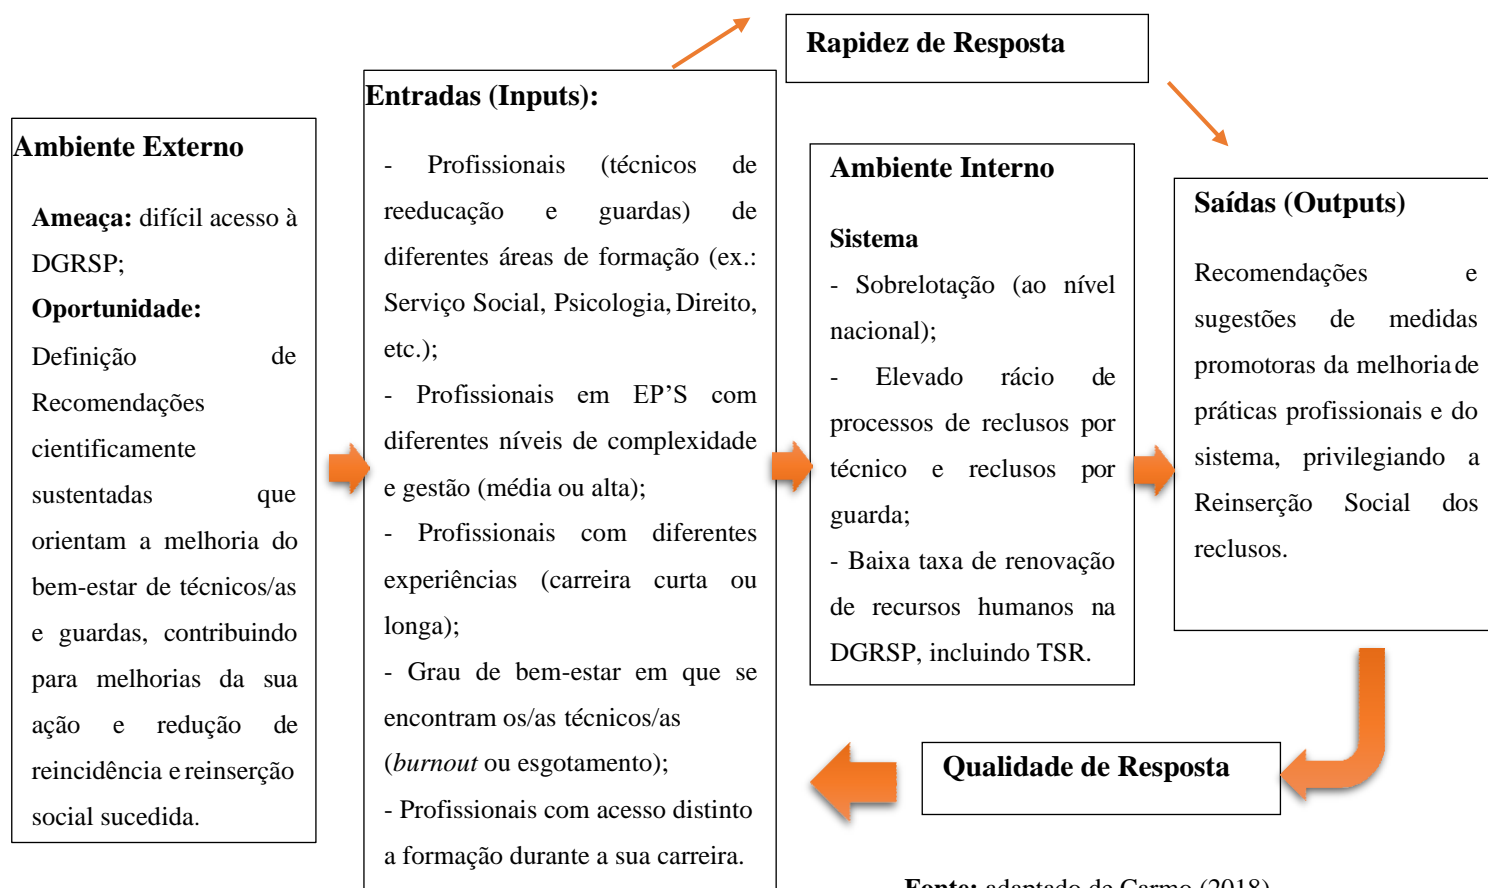 Ambiente Externo
Ameaça: difícil acesso à
DGRSP;
Oportunidade:
Definição de
Recomendações
cientificamente
sustentadas que
orientam a melhoria do
bem-estar de técnicos/as
e guardas, contribuindo
para melhorias da sua
ação e redução de
reincidência e reinserção
social sucedida.
Entradas (Inputs):
- Profissionais (técnicos de
reeducação e guardas) de
diferentes áreas de formação (ex.:
Serviço Social, Psicologia, Direito,
etc.);
- Profissionais em EP’S com
diferentes níveis de complexidade
e gestão (média ou alta);
- Profissionais com diferentes
experiências (carreira curta ou
longa);
- Grau de bem-estar em que se
encontram os/as técnicos/as
(burnout ou esgotamento);
- Profissionais com acesso distinto
a formação durante a sua carreira.
Rapidez de Resposta
Ambiente Interno
Sistema
- Sobrelotação (ao nível
nacional);
- Elevado rácio de
processos de reclusos por
técnico e reclusos por
guarda;
- Baixa taxa de renovação
de recursos humanos na
DGRSP, incluindo TSR.
Saídas (Outputs)
Recomendações e
sugestões de medidas
promotoras da melhoria de
práticas profissionais e do
sistema, privilegiando a
Reinserção Social dos
reclusos.
Qualidade de Resposta
Fonte: adaptado de Carmo (2018)